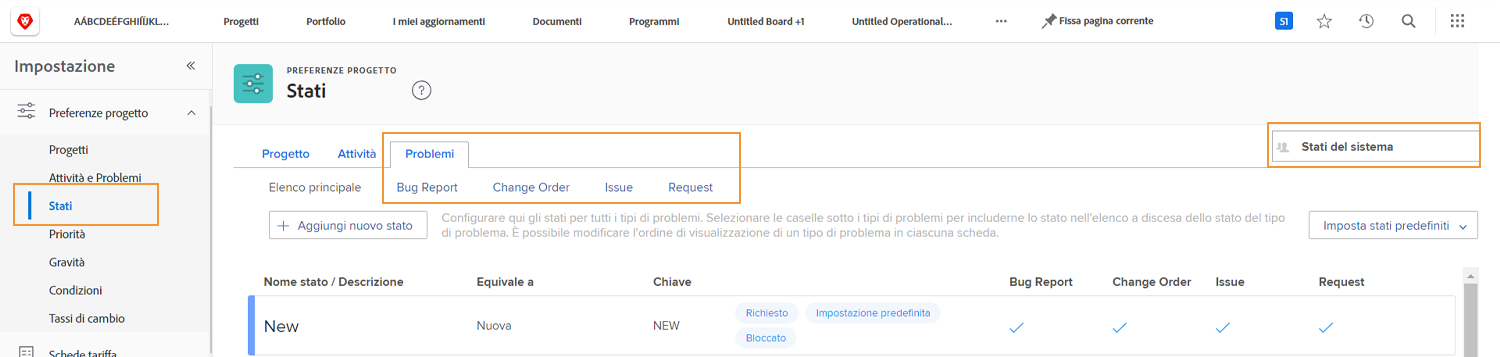 AÁBCDEÉFGHIÍJKL... Progetti Portfolio I miei aggiornamenti Documenti Programmi Untitled Board +1 Untitled Operational... ••• Fissa pagina corrente S1
Impostazione «
Preferenze progetto
Progetti
Attività e Problemi
Stati
Priorità
Gravità
Condizioni
Tassi di cambio
Schede tariffa
PREFERENZE PROGETTO
Stati ?
Stati del sistema
Progetto Attività Problemi
Elenco principale Bug Report Change Order Issue Request
+ Aggiungi nuovo stato
Configurare qui gli stati per tutti i tipi di problemi. Selezionare le caselle sotto i tipi di problemi per includerne lo stato nell'elenco a discesa dello stato del tipo
di problema. È possibile modificare l'ordine di visualizzazione di un tipo di problema in ciascuna scheda.
Imposta stati predefiniti
Nome stato / Descrizione Equivale a Chiave Bug Report Change Order Issue Request
New Nuova NEW Richiesto Impostazione predefinita
Bloccato